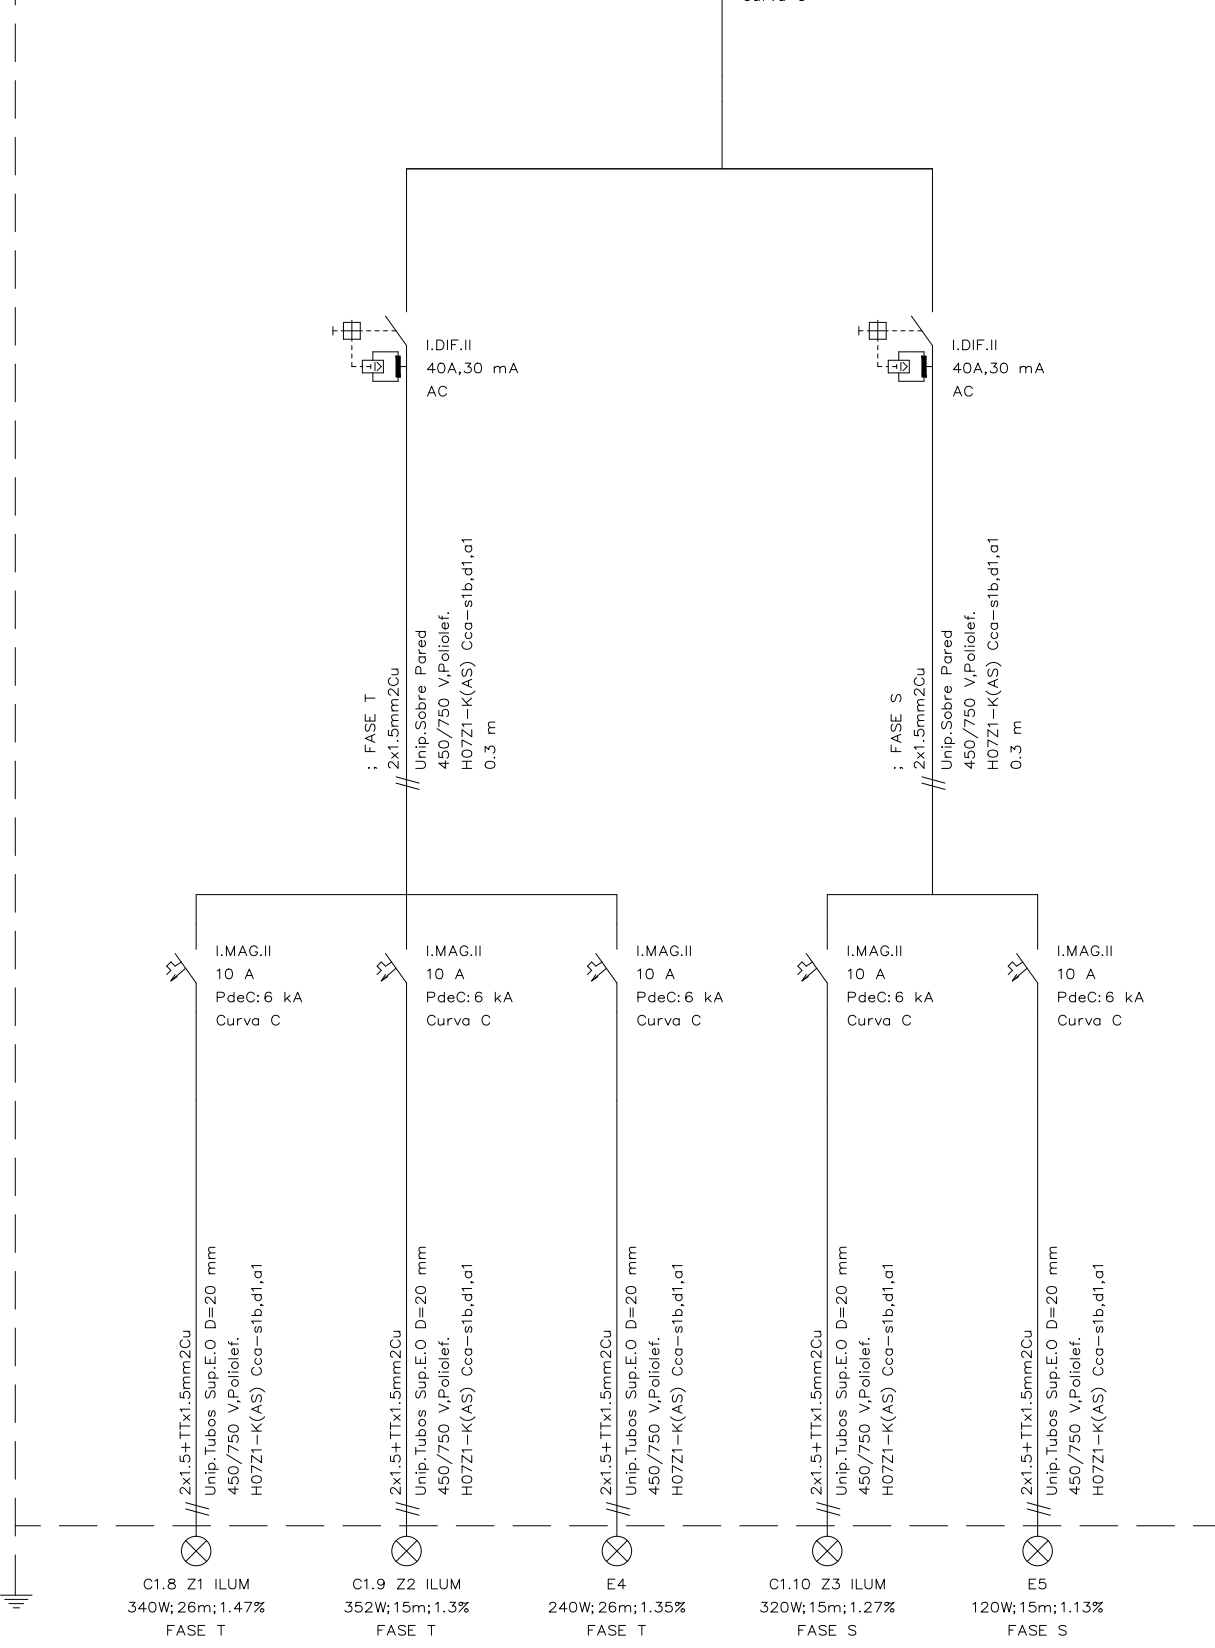 I.DIF.II
40A,30 mA
AC
I.DIF.II
40A,30 mA
AC
; FASE T
2x1.5mm2Cu
Unip.Sobre Pared
450/750 V,Poliolef.
H07Z1-K(AS) Cca-s1b,d1,a1
0.3 m
; FASE S
2x1.5mm2Cu
Unip.Sobre Pared
450/750 V,Poliolef.
H07Z1-K(AS) Cca-s1b,d1,a1
0.3 m
I.MAG.II
10 A
PdeC: 6 kA
Curva C
I.MAG.II
10 A
PdeC: 6 kA
Curva C
I.MAG.II
10 A
PdeC: 6 kA
Curva C
I.MAG.II
10 A
PdeC: 6 kA
Curva C
I.MAG.II
10 A
PdeC: 6 kA
Curva C
2x1.5+TTx1.5mm2Cu
Unip.Tubos Sup.E.O D=20 mm
450/750 V,Poliolef.
H07Z1-K(AS) Cca-s1b,d1,a1
2x1.5+TTx1.5mm2Cu
Unip.Tubos Sup.E.O D=20 mm
450/750 V,Poliolef.
H07Z1-K(AS) Cca-s1b,d1,a1
2x1.5+TTx1.5mm2Cu
Unip.Tubos Sup.E.O D=20 mm
450/750 V,Poliolef.
H07Z1-K(AS) Cca-s1b,d1,a1
2x1.5+TTx1.5mm2Cu
Unip.Tubos Sup.E.O D=20 mm
450/750 V,Poliolef.
H07Z1-K(AS) Cca-s1b,d1,a1
2x1.5+TTx1.5mm2Cu
Unip.Tubos Sup.E.O D=20 mm
450/750 V,Poliolef.
H07Z1-K(AS) Cca-s1b,d1,a1
C1.8 Z1 ILUM
340W;26m;1.47%
FASE T
C1.9 Z2 ILUM
352W;15m;1.3%
FASE T
E4
240W;26m;1.35%
FASE T
C1.10 Z3 ILUM
320W;15m;1.27%
FASE S
E5
120W;15m;1.13%
FASE S